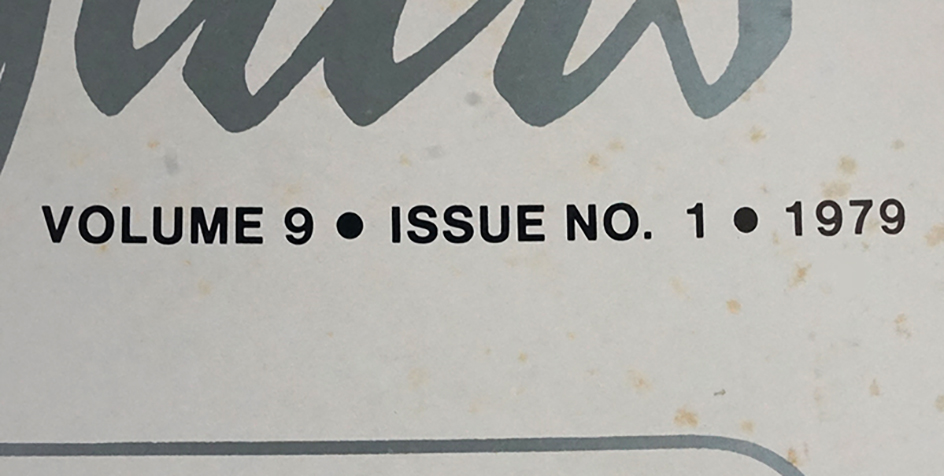 VOLUME 9 ● ISSUE NO. 1 ● 1979